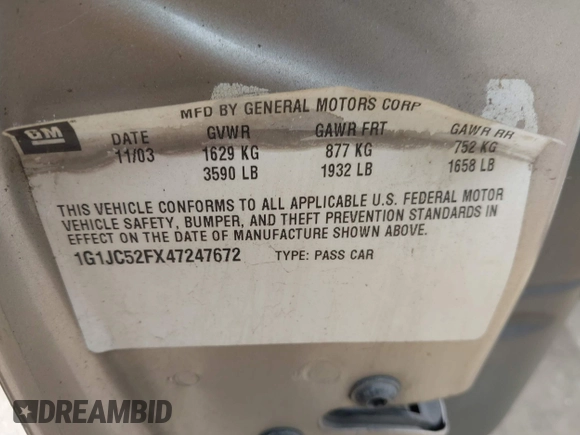 MFD BY GENERAL MOTORS CORP
GM
DATE GVWR GAWR FRT GAWR RR
11/03 1629 KG 877 KG 752 KG
3590 LB 1932 LB 1658 LB
THIS VEHICLE CONFORMS TO ALL APPLICABLE U.S. FEDERAL MOTOR
VEHICLE SAFETY, BUMPER, AND THEFT PREVENTION STANDARDS IN
EFFECT ON THE DATE OF MANUFACTURE SHOWN ABOVE.
1G1JC52FX47247672 TYPE: PASS CAR
DREAMBID